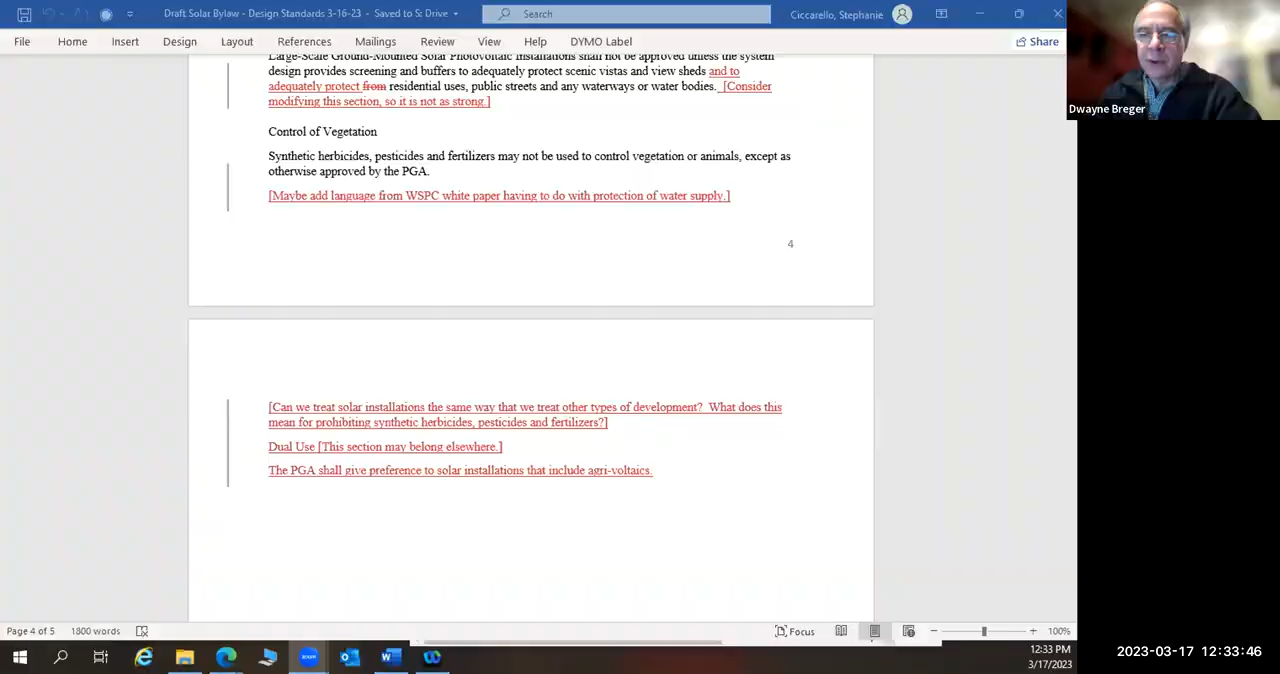 Draft Solar Bylaw - Design Standards 3-16-23 - Saved to S: Drive
Search
Ciccarello, Stephanie
File Home Insert Design Layout References Mailings Review View Help DYMO Label Share
Dwayne Breger
Large-Scale Ground-Mounted Solar Photovoltaic Installations shall not be approved unless the system
design provides screening and buffers to adequately protect scenic vistas and view sheds and to
adequately protect from residential uses, public streets and any waterways or water bodies. [Consider
modifying this section, so it is not as strong.]
Control of Vegetation
Synthetic herbicides, pesticides and fertilizers may not be used to control vegetation or animals, except as
otherwise approved by the PGA.
[Maybe add language from WSPC white paper having to do with protection of water supply.]
4
[Can we treat solar installations the same way that we treat other types of development? What does this
mean for prohibiting synthetic herbicides, pesticides and fertilizers?]
Dual Use [This section may belong elsewhere.]
The PGA shall give preference to solar installations that include agri-voltaics.
Page 4 of 5 1800 words Focus 100%
zoom
12:33 PM
3/17/2023
2023-03-17 12:33:46